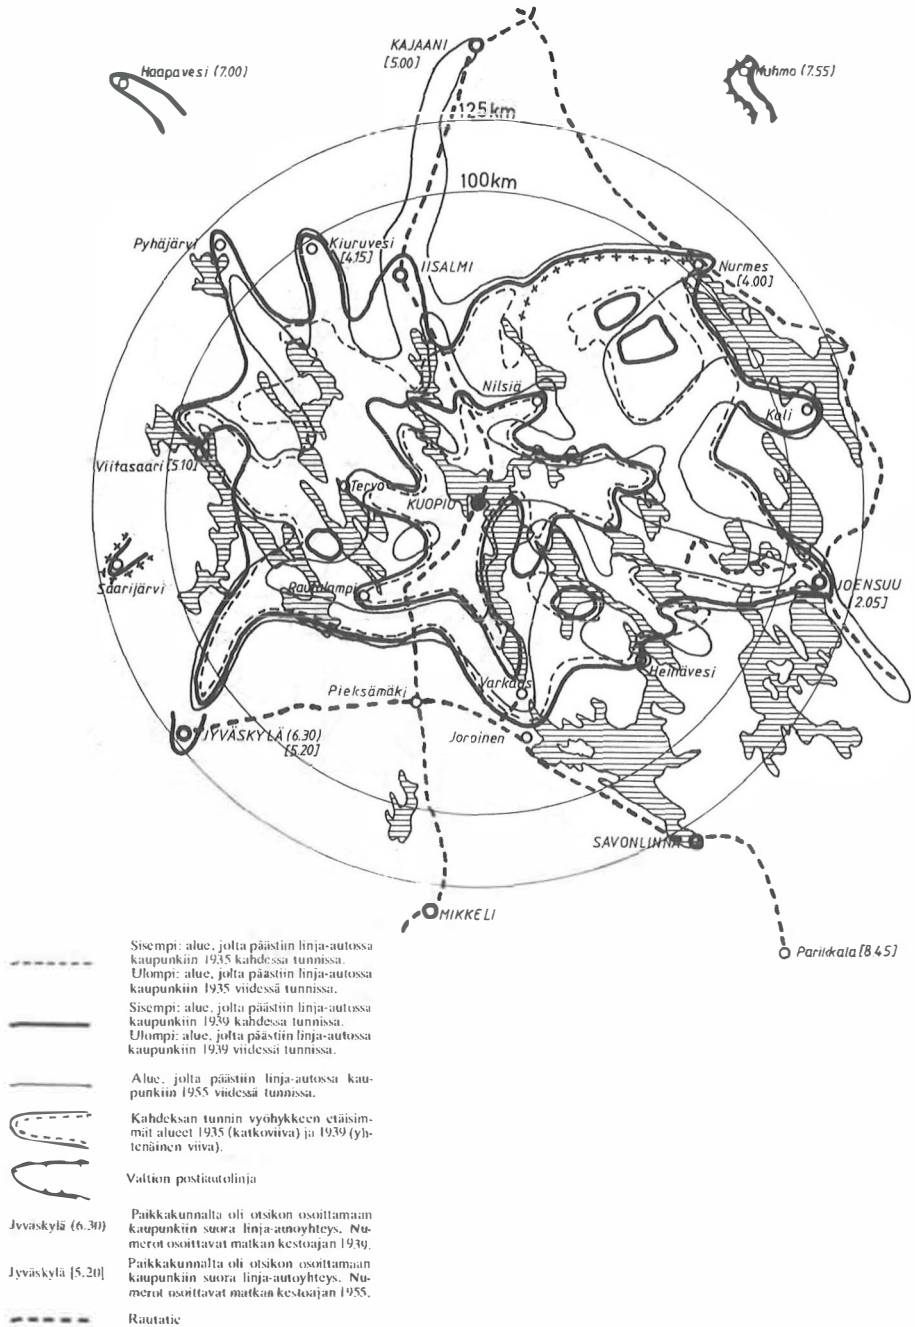 KAJAANI
[5.00]
Haapavesi (7.00)
Kuhmo (7.55)
125km
100km
Pyhäjärvi
Kiuruvesi
[4.15]
IISALMI
Nurmes
[4.00]
Nilsiä
Koli
Viitasaari [5.10]
Tervo
KUOPIO
Saarijärvi
Rautalampi
JOENSUU
[2.05]
Heinävesi
Varkaus
Pieksämäki
JYVÄSKYLÄ (6.30)
[5.20]
Joroinen
SAVONLINNA
MIKKELI
Parikkala [8.45]
Sisempi: alue, jolta päästiin linja-autossa
kaupunkiin 1935 kahdessa tunnissa.
Ulompi: alue, jolta päästiin linja-autossa
kaupunkiin 1935 viidessä tunnissa.
Sisempi: alue, jolta päästiin linja-autossa
kaupunkiin 1939 kahdessa tunnissa.
Ulompi: alue, jolta päästiin linja-autossa
kaupunkiin 1939 viidessä tunnissa.
Alue, jolta päästiin linja-autossa kau-
punkiin 1955 viidessä tunnissa.
Kahdeksan tunnin vyöhykkeen etäisim-
mät alueet 1935 (katkoviiva) ja 1939 (yh-
tenäinen viiva).
Valtion postiautolinja
Jyväskylä (6.30)
Paikkakunnalta oli otsikon osoittamaan
kaupunkiin suora linja-autoyhteys. Nu-
merot osoittavat matkan kestoajan 1939.
Jyväskylä [5.20]
Paikkakunnalta oli otsikon osoittamaan
kaupunkiin suora linja-autoyhteys. Nu-
merot osoittavat matkan kestoajan 1955.
Rautatie